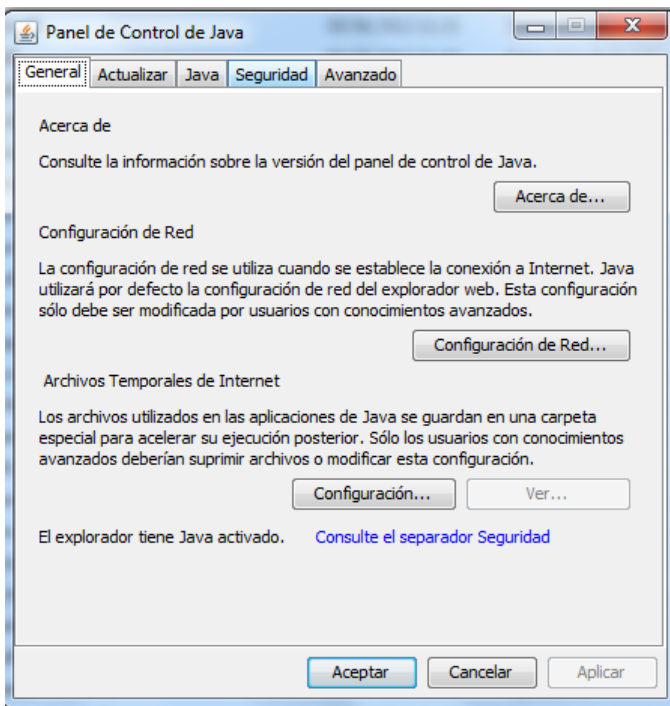 Panel de Control de Java
General Actualizar Java Seguridad Avanzado
Acerca de
Consulte la información sobre la versión del panel de control de Java.
Acerca de...
Configuración de Red
La configuración de red se utiliza cuando se establece la conexión a Internet. Java
utilizará por defecto la configuración de red del explorador web. Esta configuración
sólo debe ser modificada por usuarios con conocimientos avanzados.
Configuración de Red...
Archivos Temporales de Internet
Los archivos utilizados en las aplicaciones de Java se guardan en una carpeta
especial para acelerar su ejecución posterior. Sólo los usuarios con conocimientos
avanzados deberían suprimir archivos o modificar esta configuración.
Configuración... Ver...
El explorador tiene Java activado. Consulte el separador Seguridad
Aceptar Cancelar Aplicar